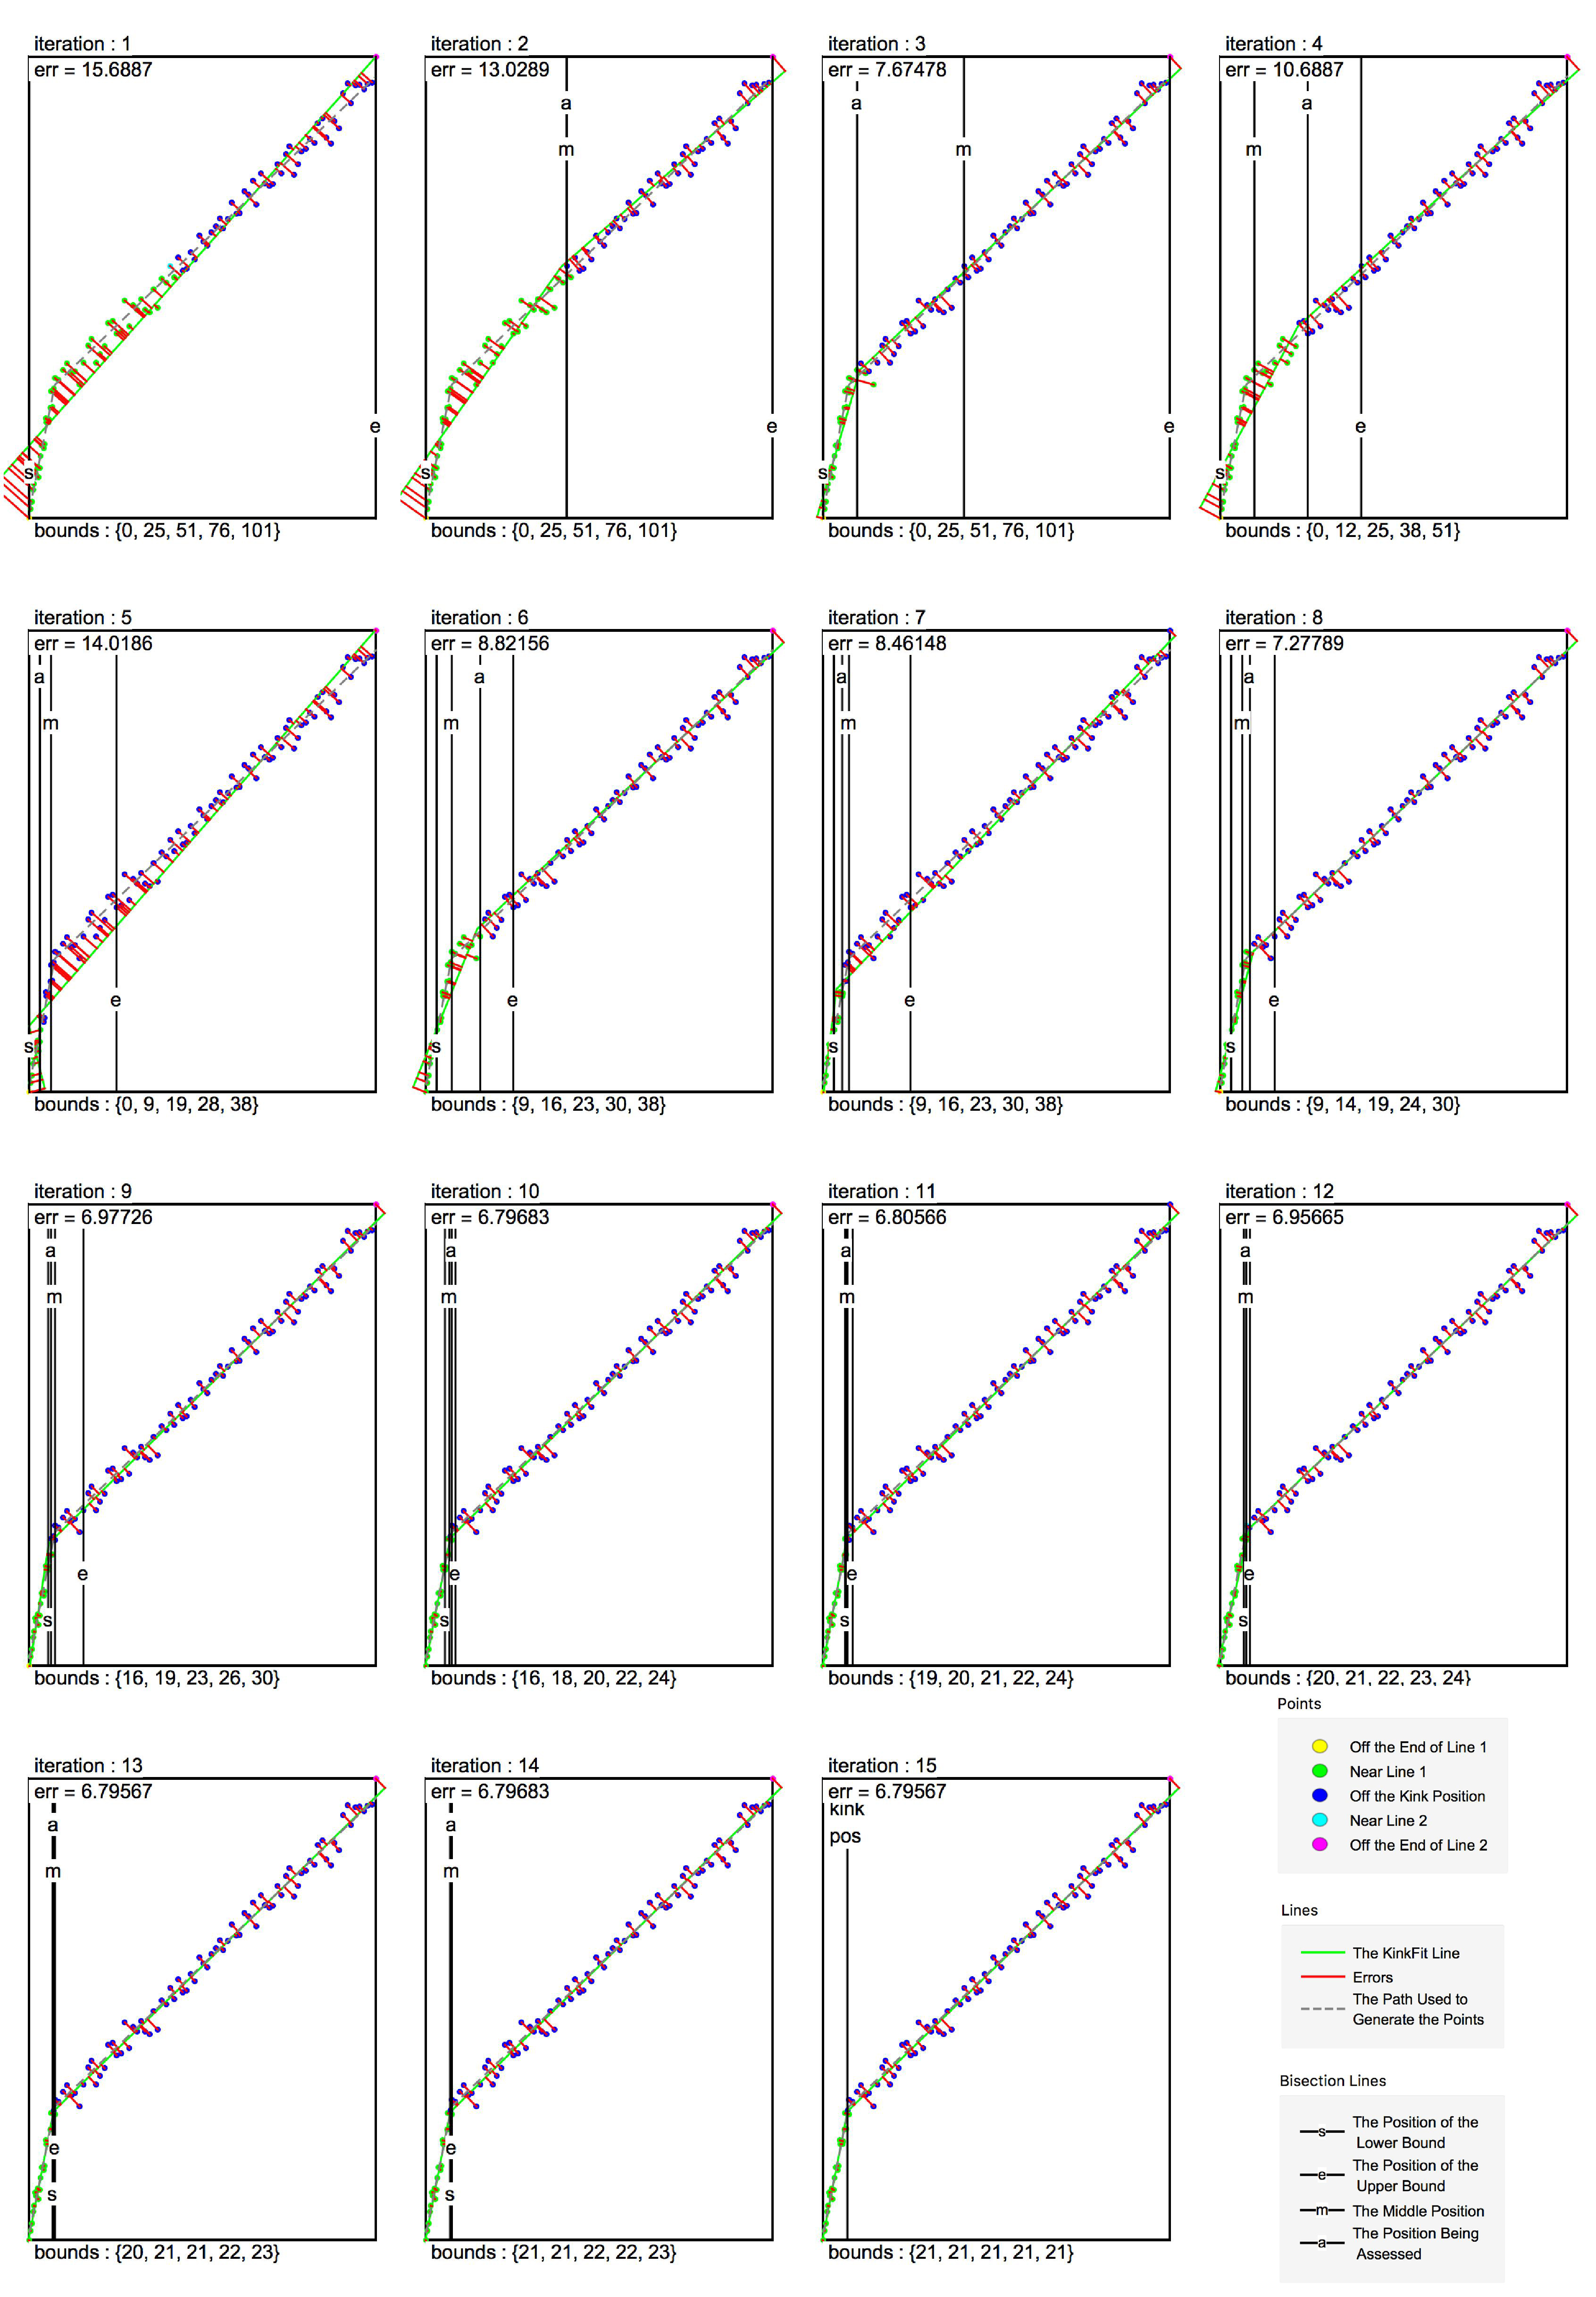 iteration : 1
err = 15.6887
s
e
bounds : {0, 25, 51, 76, 101}
iteration : 2
err = 13.0289
a
m
e
s
bounds : {0, 25, 51, 76, 101}
iteration : 3
err = 7.67478
a
m
e
s
bounds : {0, 25, 51, 76, 101}
iteration : 4
err = 10.6887
a
m
e
s
bounds : {0, 12, 25, 38, 51}
iteration : 5
err = 14.0186
a
m
e
s
bounds : {0, 9, 19, 28, 38}
iteration : 6
err = 8.82156
a
m
e
s
bounds : {9, 16, 23, 30, 38}
iteration : 7
err = 8.46148
a
m
e
s
bounds : {9, 16, 23, 30, 38}
iteration : 8
err = 7.27789
a
m
e
s
bounds : {9, 14, 19, 24, 30}
iteration : 9
err = 6.97726
a
m
e
s
bounds : {16, 19, 23, 26, 30}
iteration : 10
err = 6.79683
a
m
e
s
bounds : {16, 18, 20, 22, 24}
iteration : 11
err = 6.80566
a
m
e
s
bounds : {19, 20, 21, 22, 24}
iteration : 12
err = 6.95665
a
m
e
s
bounds : {20, 21, 22, 23, 24}
iteration : 13
err = 6.79567
a
m
e
s
bounds : {20, 21, 21, 22, 23}
iteration : 14
err = 6.79683
a
m
e
s
bounds : {21, 21, 22, 22, 23}
iteration : 15
err = 6.79567
kink
pos
bounds : {21, 21, 21, 21, 21}
Points
Off the End of Line 1
Near Line 1
Off the Kink Position
Near Line 2
Off the End of Line 2
Lines
The KinkFit Line
Errors
The Path Used to
Generate the Points
Bisection Lines
s The Position of the
Lower Bound
e The Position of the
Upper Bound
m The Middle Position
a The Position Being
Assessed